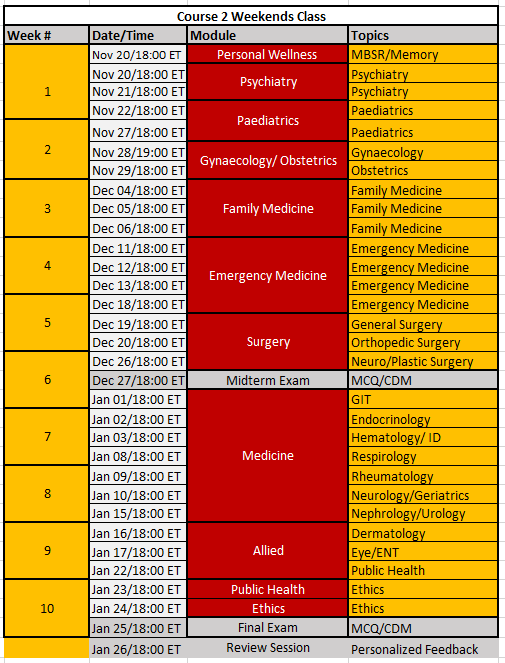 Course 2 Weekends Class
Week # Date/Time Module Topics
Nov 20/18:00 ET Personal Wellness MBSR/Memory
Nov 20/18:00 ET Psychiatry
Psychiatry
1 Nov 21/18:00 ET Psychiatry
Nov 22/18:00 ET Paediatrics
Paediatrics
Nov 27/18:00 ET Paediatrics
2 Nov 28/19:00 ET Gynaecology
Gynaecology/ Obstetrics
Nov 29/18:00 ET Obstetrics
Dec 04/18:00 ET Family Medicine
3 Dec 05/18:00 ET Family Medicine Family Medicine
Dec 06/18:00 ET Family Medicine
Dec 11/18:00 ET Emergency Medicine
4 Dec 12/18:00 ET Emergency Medicine
Emergency Medicine
Dec 13/18:00 ET Emergency Medicine
Dec 18/18:00 ET Emergency Medicine
5 Dec 19/18:00 ET General Surgery
Dec 20/18:00 ET Surgery Orthopedic Surgery
Dec 26/18:00 ET Neuro/Plastic Surgery
6 Dec 27/18:00 ET Midterm Exam MCQ/CDM
Jan 01/18:00 ET GIT
Jan 02/18:00 ET Endocrinology
7 Jan 03/18:00 ET Hematology/ ID
Jan 08/18:00 ET Medicine Respirology
Jan 09/18:00 ET Rheumatology
8 Jan 10/18:00 ET Neurology/Geriatrics
Jan 15/18:00 ET Nephrology/Urology
Jan 16/18:00 ET Dermatology
9 Jan 17/18:00 ET Allied Eye/ENT
Jan 22/18:00 ET Public Health
Jan 23/18:00 ET Public Health Ethics
10 Jan 24/18:00 ET Ethics Ethics
Jan 25/18:00 ET Final Exam MCQ/CDM
Jan 26/18:00 ET Review Session Personalized Feedback